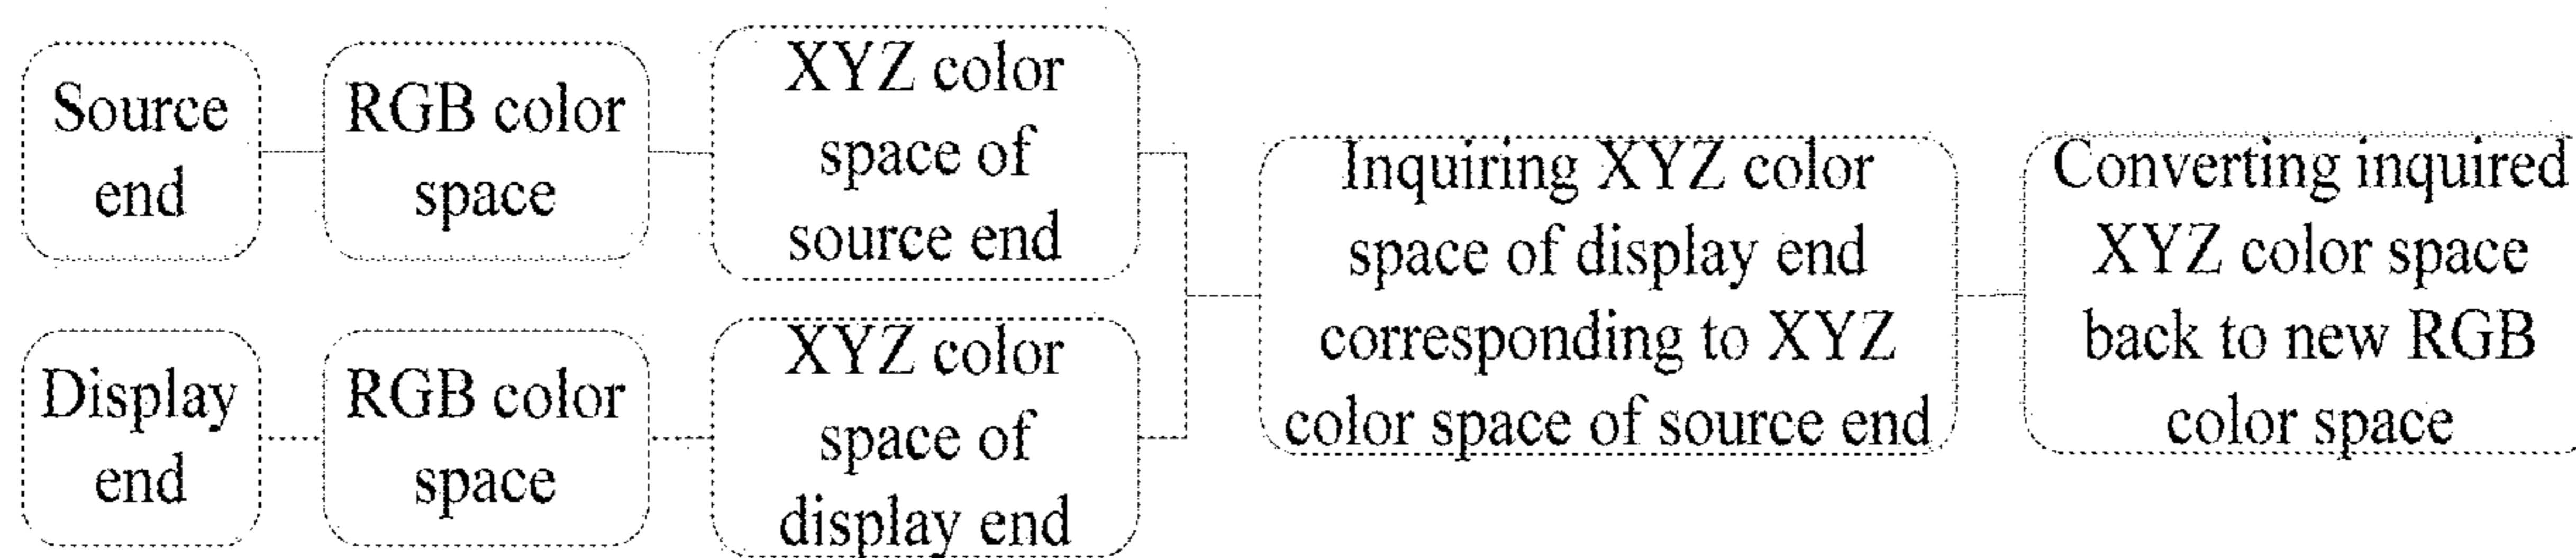 Source
end
RGB color
space
XYZ color
space of
source end
Display
end
RGB color
space
XYZ color
space of
display end
Inquiring XYZ color
space of display end
corresponding to XYZ
color space of source end
Converting inquired
XYZ color space
back to new RGB
color space